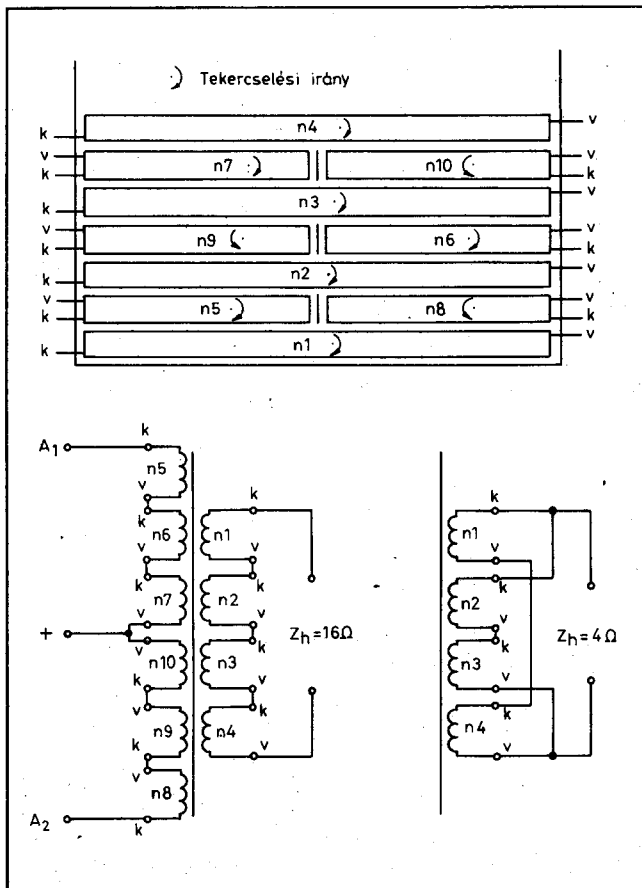 Tekercselési irány
k n4 v
v n7 n10 v
k k
k n3 v
v n9 n6 v
k k
k n2 v
v n5 n8 v
k k
k n1 v
A1 k
n5
v
k
n6
v
k
n7
v
+
v
n10
k
v
n9
k
v
n8
A2 k
k
n1
v
k
n2
v
k
n3
v
k
n4
v
Zh=16Ω
k
n1
v
k
n2
v
k
n3
v
k
n4
v
Zh=4Ω